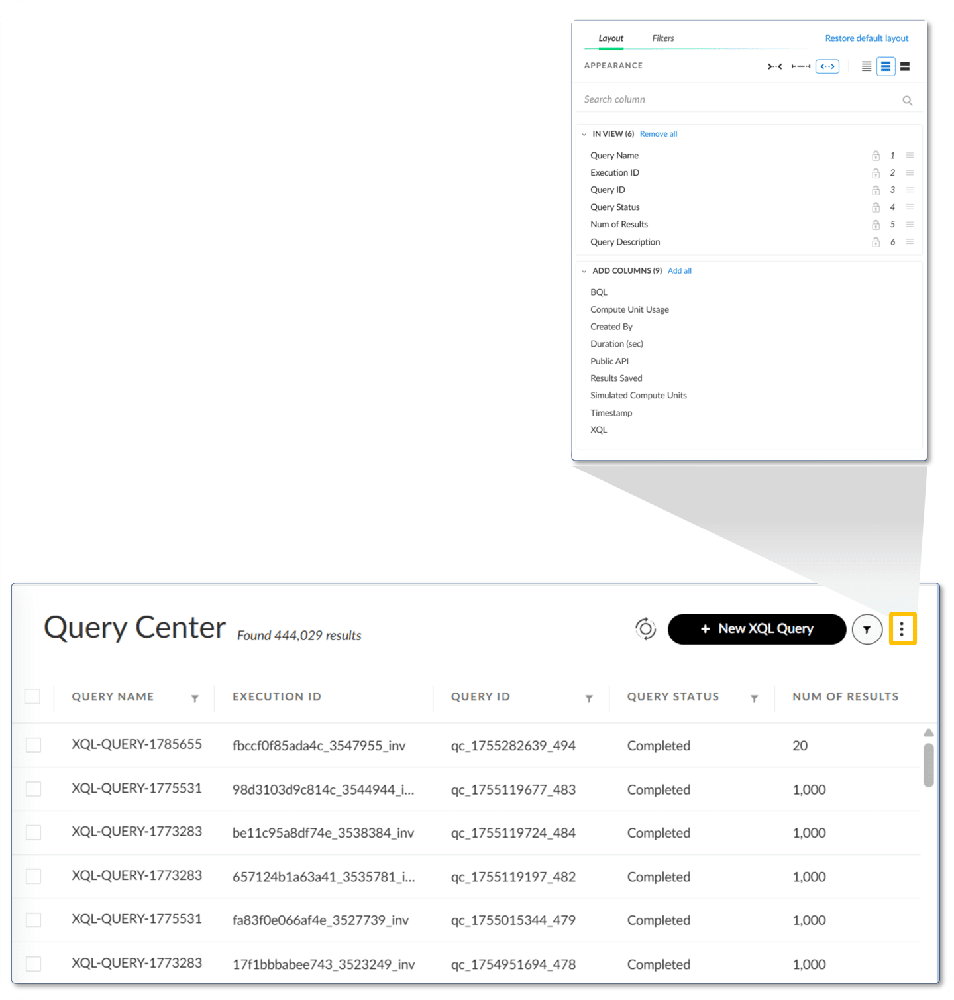 Layout Filters Restore default layout
APPEARANCE
Search column
IN VIEW (6) Remove all
Query Name 1
Execution ID 2
Query ID 3
Query Status 4
Num of Results 5
Query Description 6
ADD COLUMNS (9) Add all
BQL
Compute Unit Usage
Created By
Duration (sec)
Public API
Results Saved
Simulated Compute Units
Timestamp
XQL
Query Center Found 444,029 results + New XQL Query
QUERY NAME EXECUTION ID QUERY ID QUERY STATUS NUM OF RESULTS
XQL-QUERY-1785655 fbccf0f85ada4c_3547955_inv qc_1755282639_494 Completed 20
XQL-QUERY-1775531 98d3103d9c814c_3544944_i... qc_1755119677_483 Completed 1,000
XQL-QUERY-1773283 be11c95a8df74e_3538384_inv qc_1755119724_484 Completed 1,000
XQL-QUERY-1773283 657124b1a63a41_3535781_i... qc_1755119197_482 Completed 1,000
XQL-QUERY-1775531 fa83f0e066af4e_3527739_inv qc_1755015344_479 Completed 1,000
XQL-QUERY-1773283 17f1bbbabee743_3523249_inv qc_1754951694_478 Completed 1,000